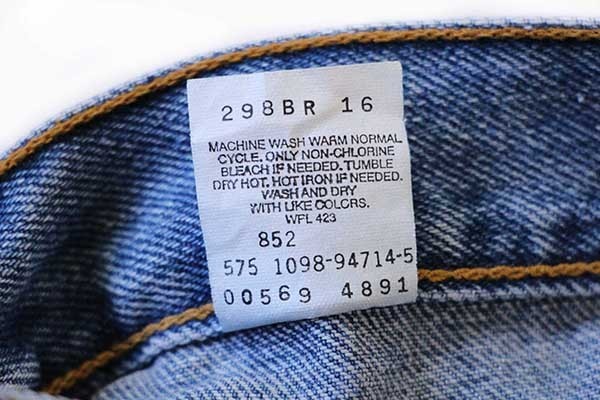 298BR 16
MACHINE WASH WARM NORMAL
CYCLE. ONLY NON-CHLORINE
BLEACH IF NEEDED. TUMBLE
DRY HOT. HOT IRON IF NEEDED.
WASH AND DRY
WITH LIKE COLORS.
WFL 423
852
575 1098-94714-5
00569 4891